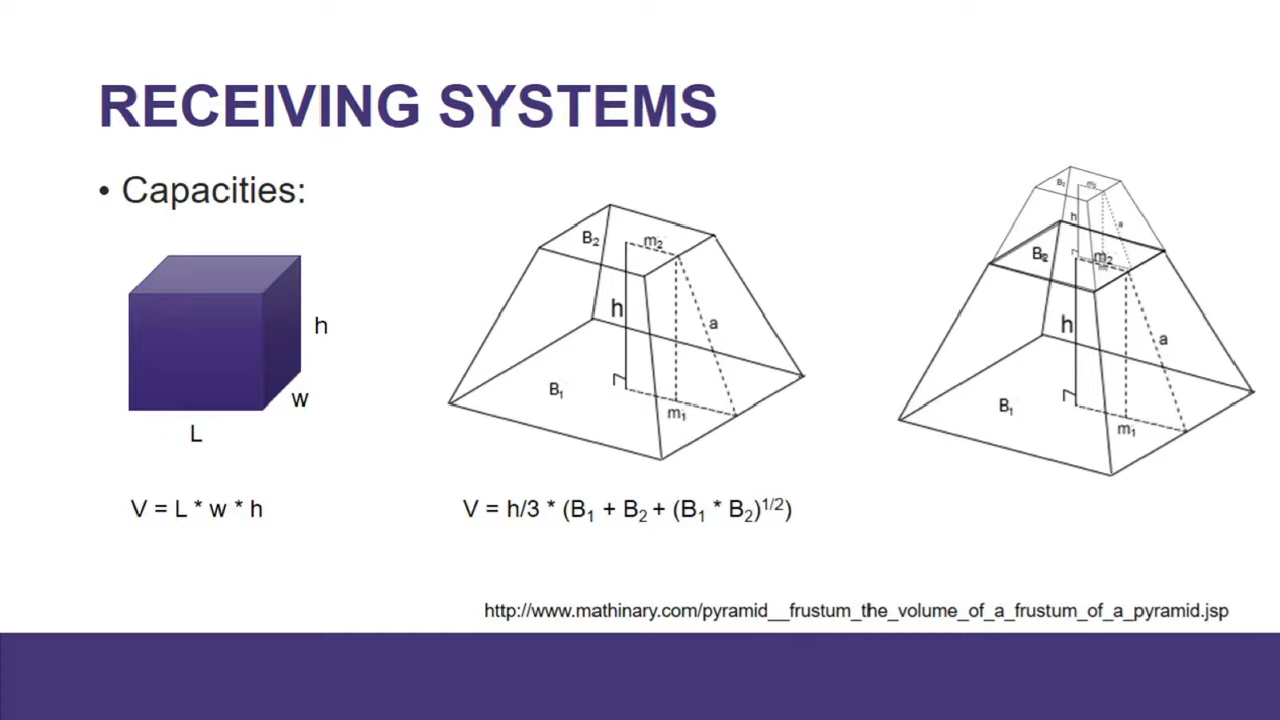 RECEIVING SYSTEMS
• Capacities:
h
w
L
V = L * w * h
B₂
m₂
h
a
B₁
m₁
V = h/3 * (B₁ + B₂ + (B₁ * B₂)^1/2)
h
a
m₂
h
a
B₁
m₁
http://www.mathinary.com/pyramid__frustum_the_volume_of_a_frustum_of_a_pyramid.jsp